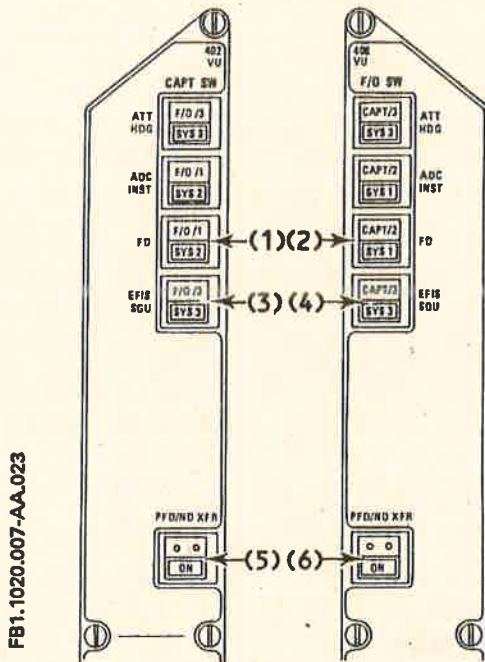 402
VU
CAPT SW
ATT
HDG
F/O/3
SYS 3
ADC
INST
F/O/1
SYS 2
FD
F/O/1
SYS 2
EFIS
SGU
F/O/3
SYS 3
PFD/ND XFR
ON
(1)(2)
(3) (4)
(5) (6)
VU
F/O SW
CAPT/3
SYS 3
ATT
HDG
CAPT/2
SYS 1
ADC
INST
CAPT/2
SYS 1
FD
CAPT/3
SYS 3
EFIS
SGU
PFD/ND XFR
ON
FB1.1020.007-AA.023